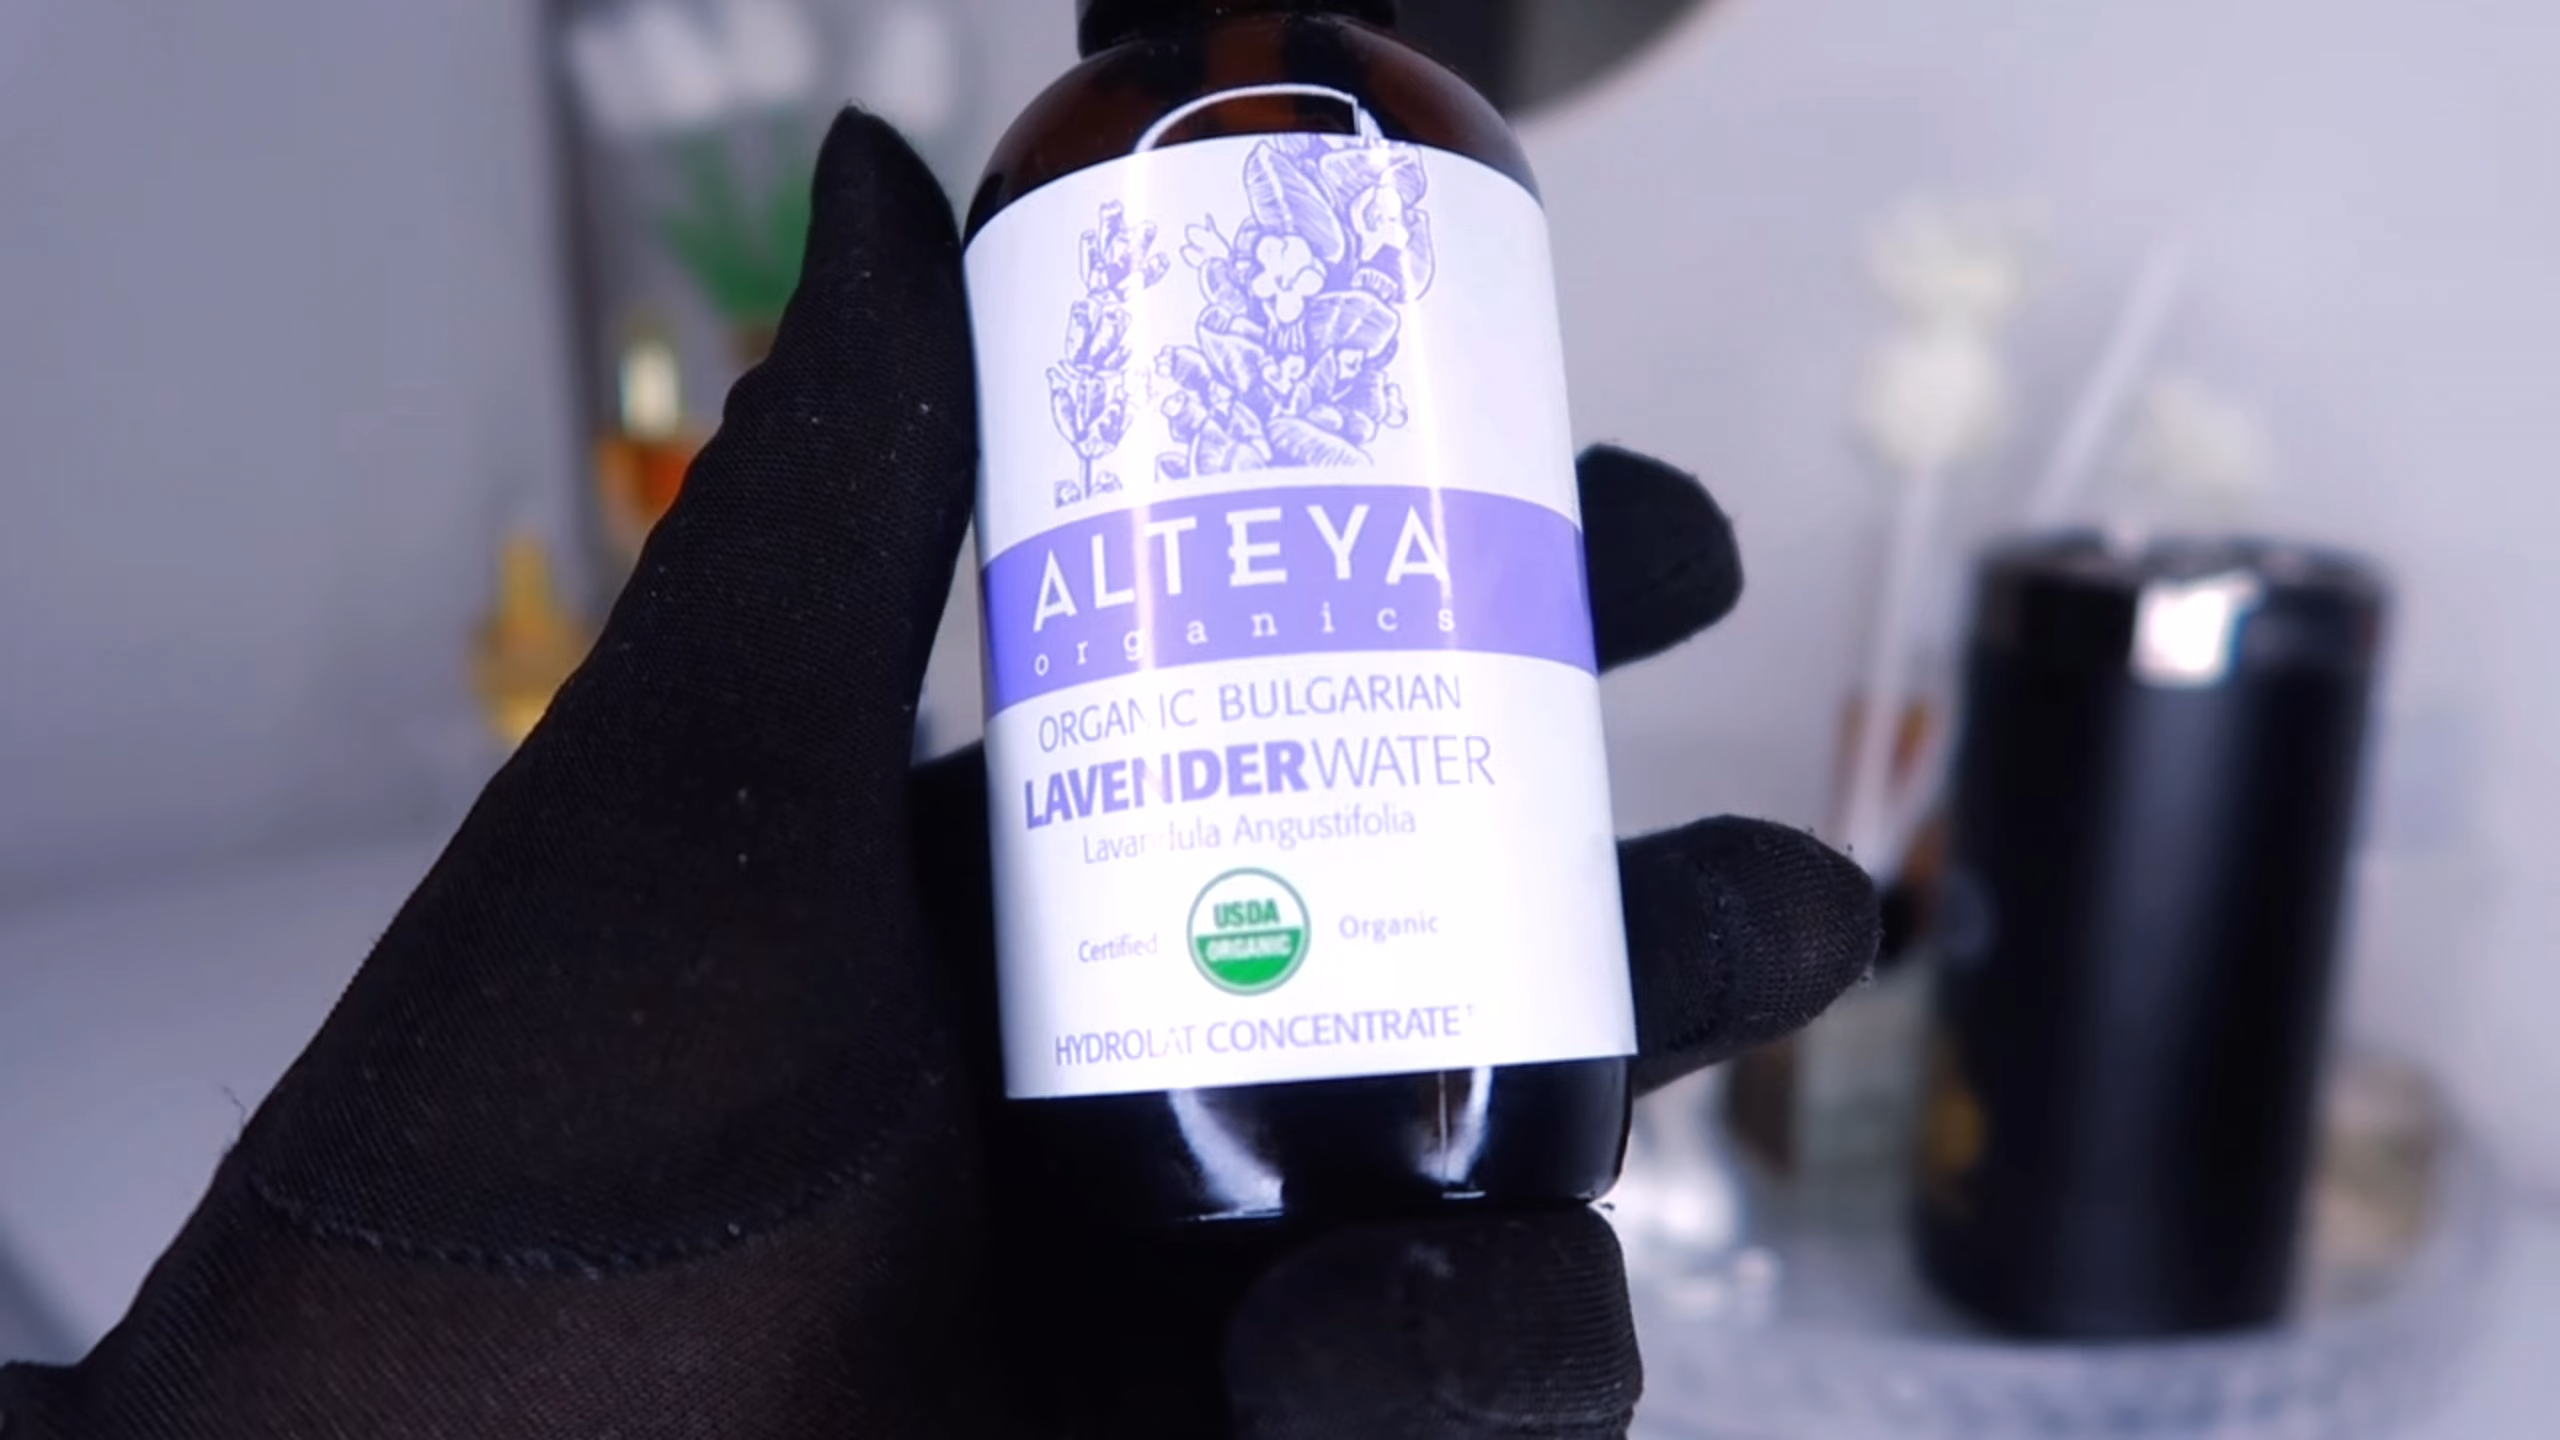 ALTEYA
organics
ORGANIC BULGARIAN
LAVENDERWATER
Lavandula Angustifolia
Certified USDA ORGANIC Organic
HYDROLAT CONCENTRATE